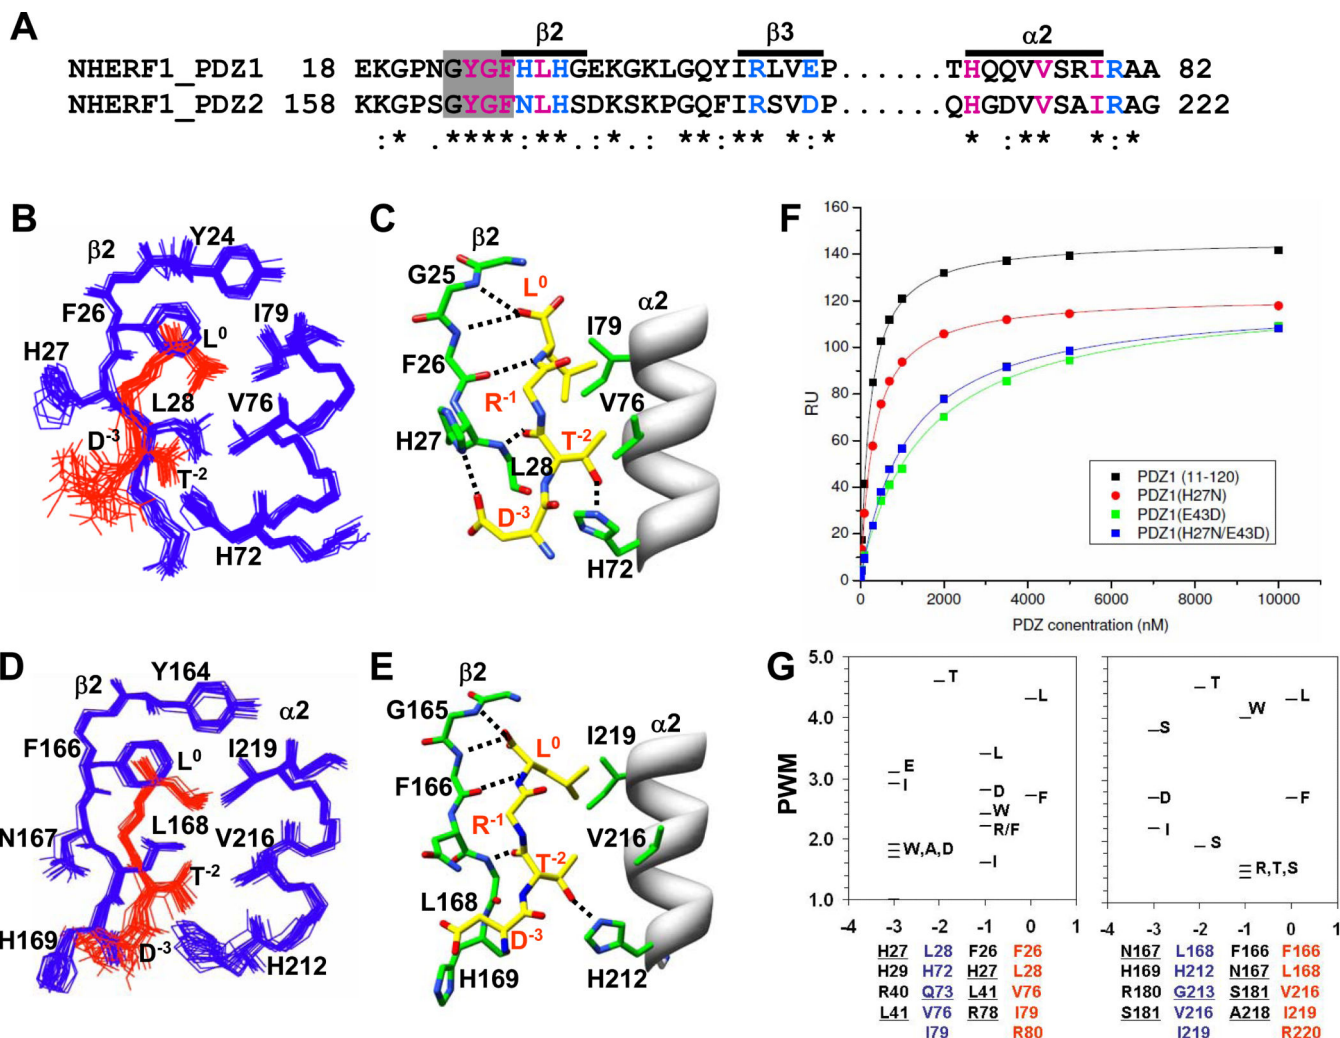 A
β2 β3 α2
NHERF1_PDZ1 18 EKGPNGYGFHLHGEKGKLGQYIRLVEP......THQQVVSRIRAA 82
NHERF1_PDZ2 158 KKGPSGYGFNLHSDKSKPGQFIRSVDP......QHGDVVSAIRAG 222
B
β2
Y24
F26
I79
H27
L⁰
L28
V76
D⁻³
T⁻²
H72
C
β2
G25
L⁰
α2
I79
F26
R⁻¹
V76
H27
T⁻²
L28
D⁻³
H72
F
160
140
120
100
80
60
40
20
0
RU
PDZ1 (11-120)
PDZ1(H27N)
PDZ1(E43D)
PDZ1(H27N/E43D)
0 2000 4000 6000 8000 10000
PDZ conentration (nM)
D
β2
Y164
α2
F166
L⁰
I219
L168
N167
V216
T⁻²
H169
D⁻³
H212
E
β2
G165
α2
L⁰
I219
F166
R⁻¹
V216
T⁻²
L168
D⁻³
H169
H212
G
PWM
5.0
4.0
3.0
2.0
1.0
T
L
E
I
L
D
W
F
R/F
W,A,D
I
-4 -3 -2 -1 0 1
H27 L28 F26 F26
H29 H72 H27 L28
R40 Q73 L41 V76
L41 V76 R78 I79
I79 R80
T
L
W
S
D
F
I
S
R,T,S
-4 -3 -2 -1 0 1
N167 L168 F166 F166
H169 H212 N167 L168
R180 G213 S181 V216
S181 V216 A218 I219
I219 R220